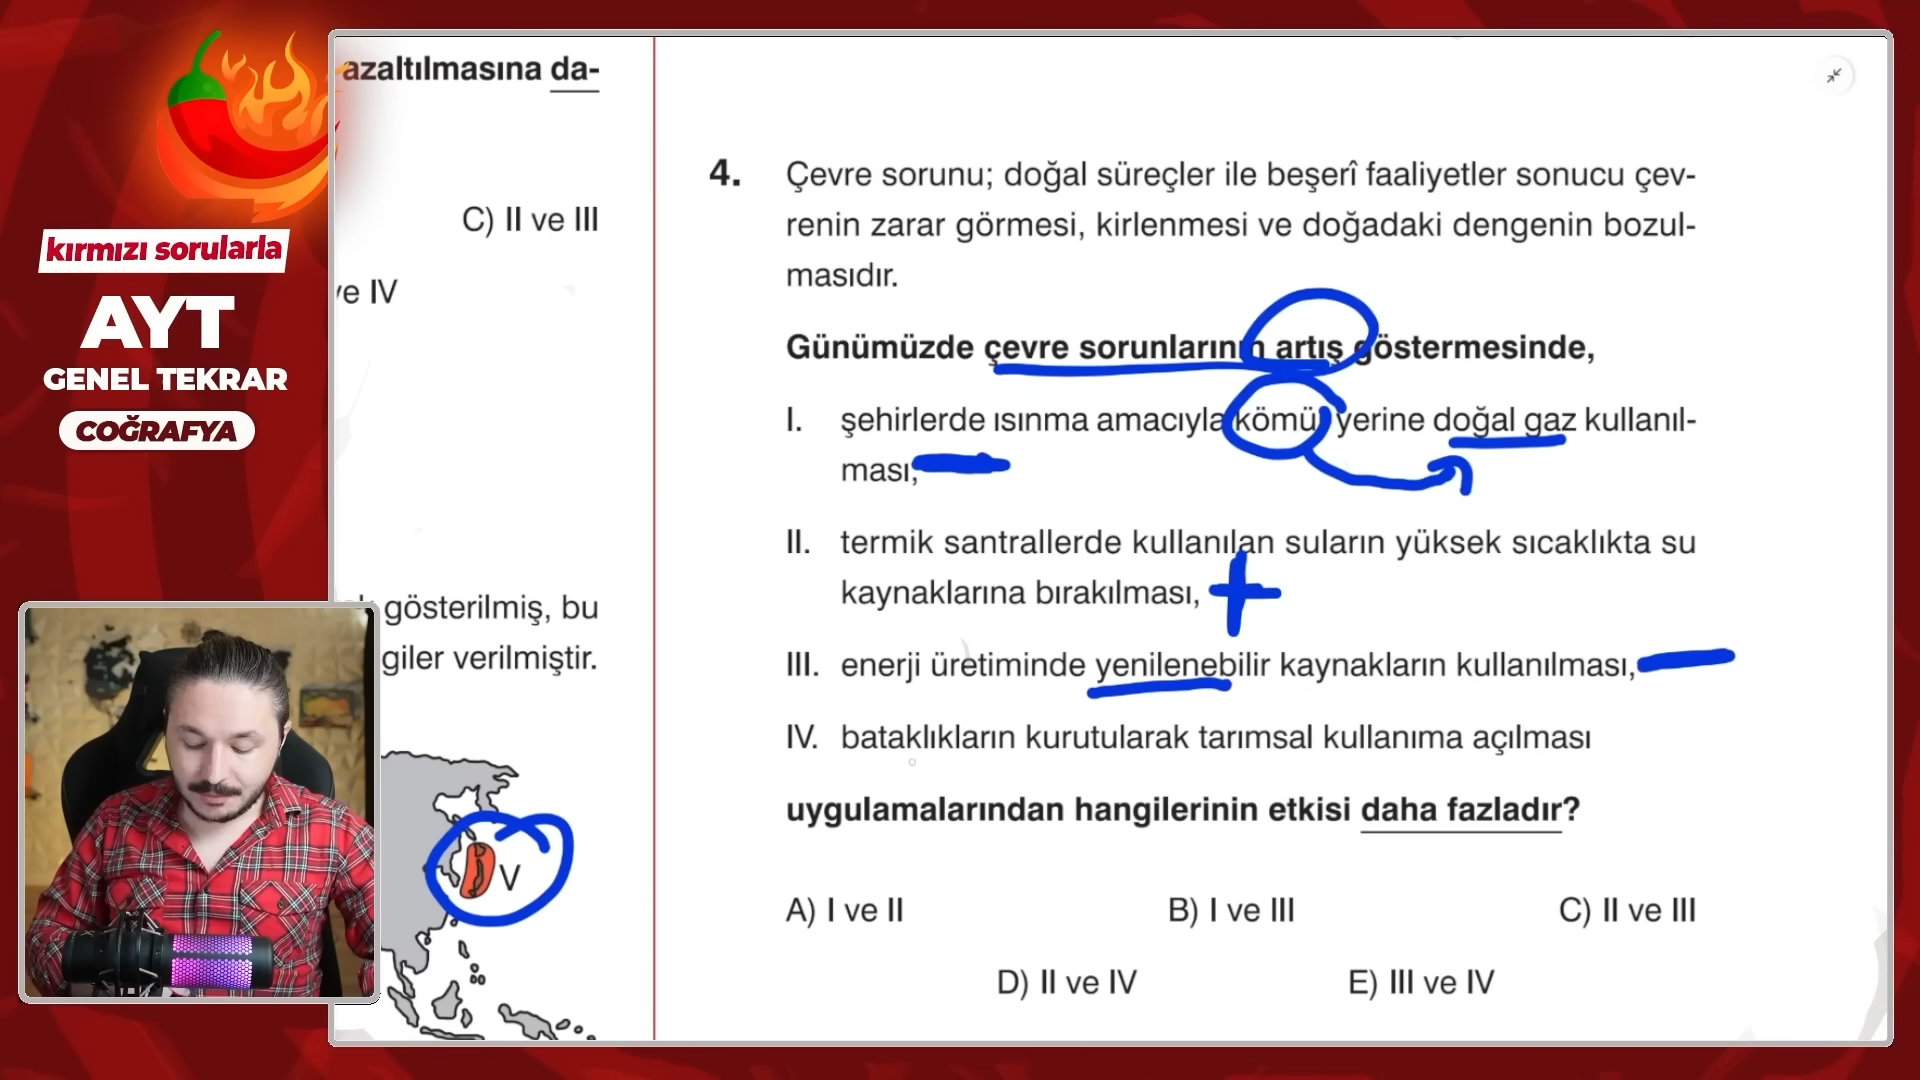 kırmızı sorularla
AYT
GENEL TEKRAR
COĞRAFYA
azaltılmasına da-
C) II ve III
ve IV
gösterilmiş, bu
giler verilmiştir.
V
4. Çevre sorunu; doğal süreçler ile beşerî faaliyetler sonucu çev-
renin zarar görmesi, kirlenmesi ve doğadaki dengenin bozul-
masıdır.
Günümüzde çevre sorunlarının artış göstermesinde,
I. şehirlerde ısınma amacıyla kömür yerine doğal gaz kullanıl-
ması,
II. termik santrallerde kullanılan suların yüksek sıcaklıkta su
kaynaklarına bırakılması,
III. enerji üretiminde yenilenebilir kaynakların kullanılması,
IV. bataklıkların kurutularak tarımsal kullanıma açılması
uygulamalarından hangilerinin etkisi daha fazladır?
A) I ve II B) I ve III C) II ve III
D) II ve IV E) III ve IV